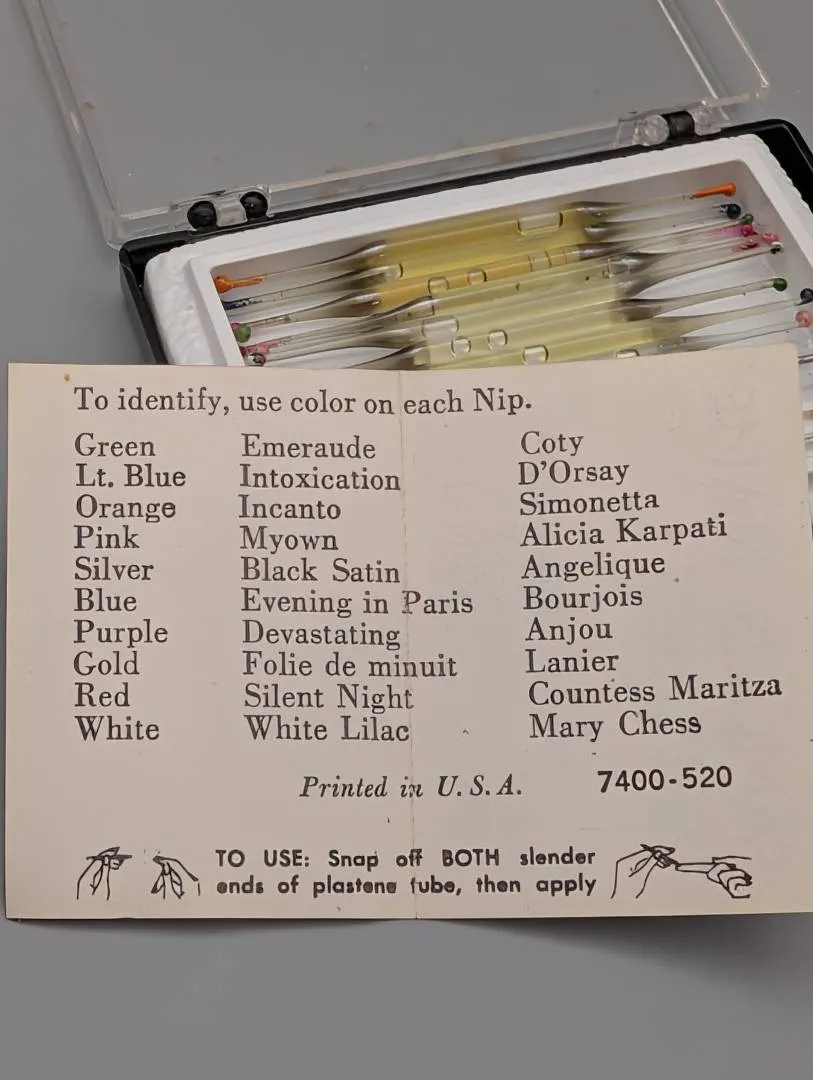 To identify, use color on each Nip.
Green Emeraude Coty
Lt. Blue Intoxication D'Orsay
Orange Incanto Simonetta
Pink Myown Alicia Karpati
Silver Black Satin Angelique
Blue Evening in Paris Bourjois
Purple Devastating Anjou
Gold Folie de minuit Lanier
Red Silent Night Countess Maritza
White White Lilac Mary Chess
Printed in U. S. A. 7400-520
TO USE: Snap off BOTH slender
ends of plastene tube, then apply